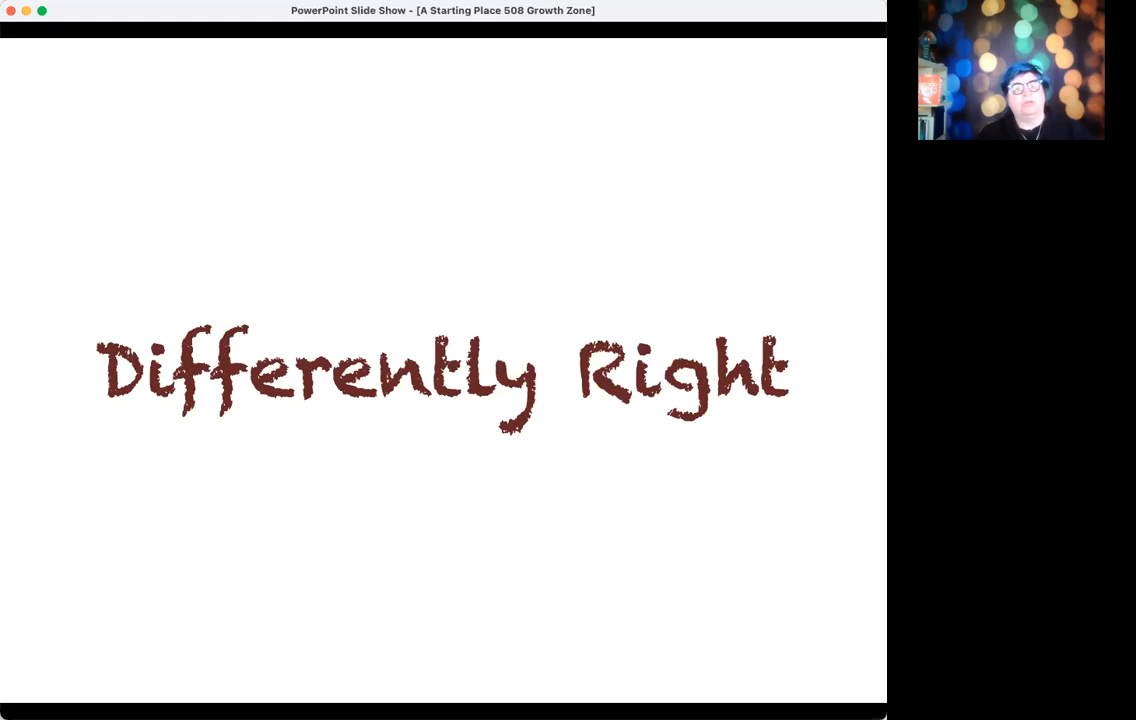 PowerPoint Slide Show - [A Starting Place 508 Growth Zone]
Differently Right